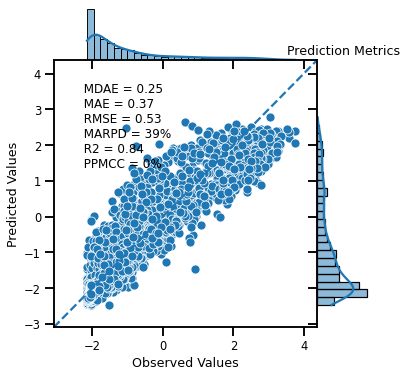 Prediction Metrics
4
3
2
1
0
−1
−2
−3
MDAE = 0.25
MAE = 0.37
RMSE = 0.53
MARPD = 39%
R2 = 0.84
PPMCC = 0%
Predicted Values
−2
0
2
4
Observed Values